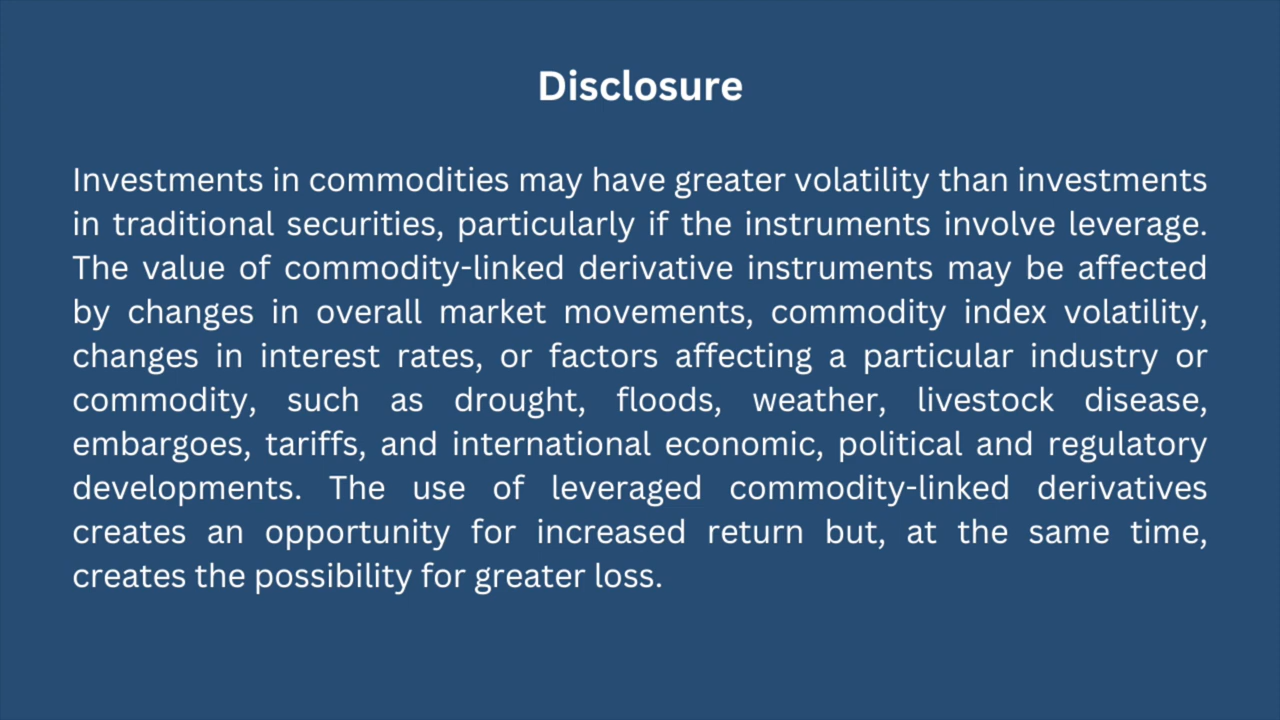 Disclosure
Investments in commodities may have greater volatility than investments
in traditional securities, particularly if the instruments involve leverage.
The value of commodity-linked derivative instruments may be affected
by changes in overall market movements, commodity index volatility,
changes in interest rates, or factors affecting a particular industry or
commodity, such as drought, floods, weather, livestock disease,
embargoes, tariffs, and international economic, political and regulatory
developments. The use of leveraged commodity-linked derivatives
creates an opportunity for increased return but, at the same time,
creates the possibility for greater loss.